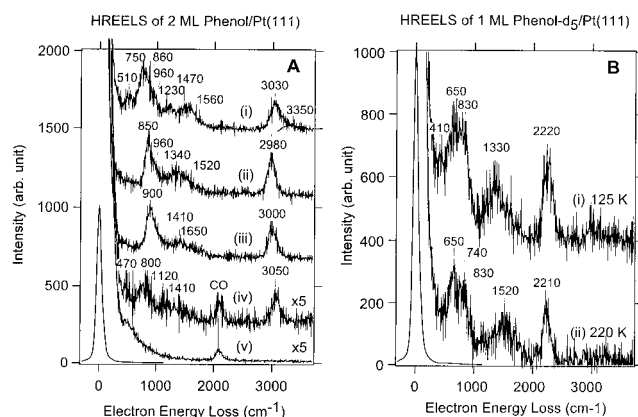 HREELS of 2 ML Phenol/Pt(111)
2000
1500
1000
500
0
Intensity (arb. unit)
A
750
860
510
960
1230
1470
1560
3030
3350
(i)
850
960
1340
1520
2980
(ii)
900
1410
1650
3000
(iii)
470
800
1120
1410
CO
3050
(iv)
x5
(v)
x5
0
1000
2000
3000
Electron Energy Loss (cm-1)
HREELS of 1 ML Phenol-d5/Pt(111)
1000
800
600
400
200
0
Intensity (arb. unit)
B
650
830
410
1330
2220
(i) 125 K
650
740
830
1520
2210
(ii) 220 K
0
1000
2000
3000
Electron Energy Loss (cm-1)